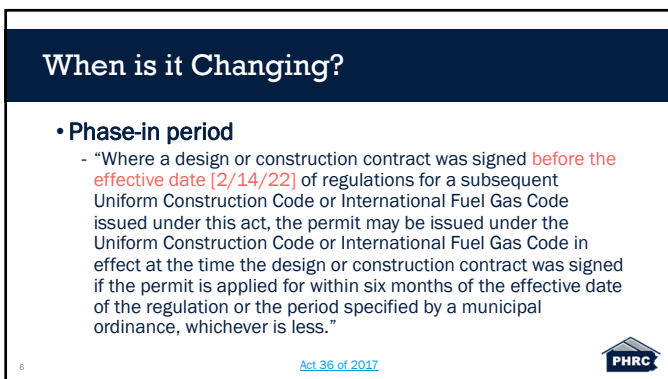 When is it Changing?
• Phase-in period
- “Where a design or construction contract was signed before the
effective date [2/14/22] of regulations for a subsequent
Uniform Construction Code or International Fuel Gas Code
issued under this act, the permit may be issued under the
Uniform Construction Code or International Fuel Gas Code in
effect at the time the design or construction contract was signed
if the permit is applied for within six months of the effective date
of the regulation or the period specified by a municipal
ordinance, whichever is less.”
6
Act 36 of 2017
PHRC